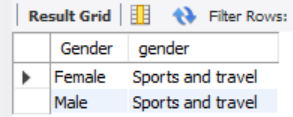 Result Grid Filter Rows:
Gender gender
Female Sports and travel
Male Sports and travel